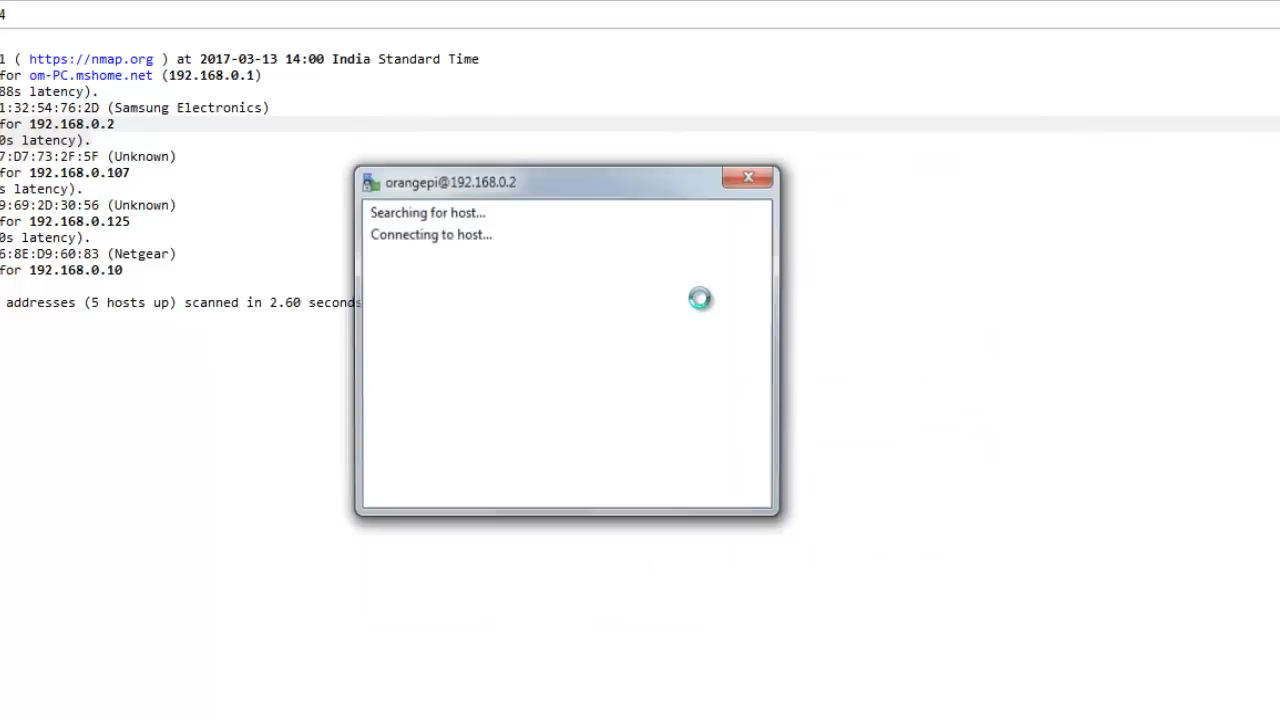 4
1 ( https://nmap.org ) at 2017-03-13 14:00 India Standard Time
for om-PC.mshome.net (192.168.0.1)
88s latency).
1:32:54:76:2D (Samsung Electronics)
for 192.168.0.2
0s latency).
7:D7:73:2F:5F (Unknown)
for 192.168.0.107
s latency).
9:69:2D:30:56 (Unknown)
for 192.168.0.125
0s latency).
6:8E:D9:60:83 (Netgear)
for 192.168.0.10
addresses (5 hosts up) scanned in 2.60 seconds
orangepi@192.168.0.2
Searching for host...
Connecting to host...